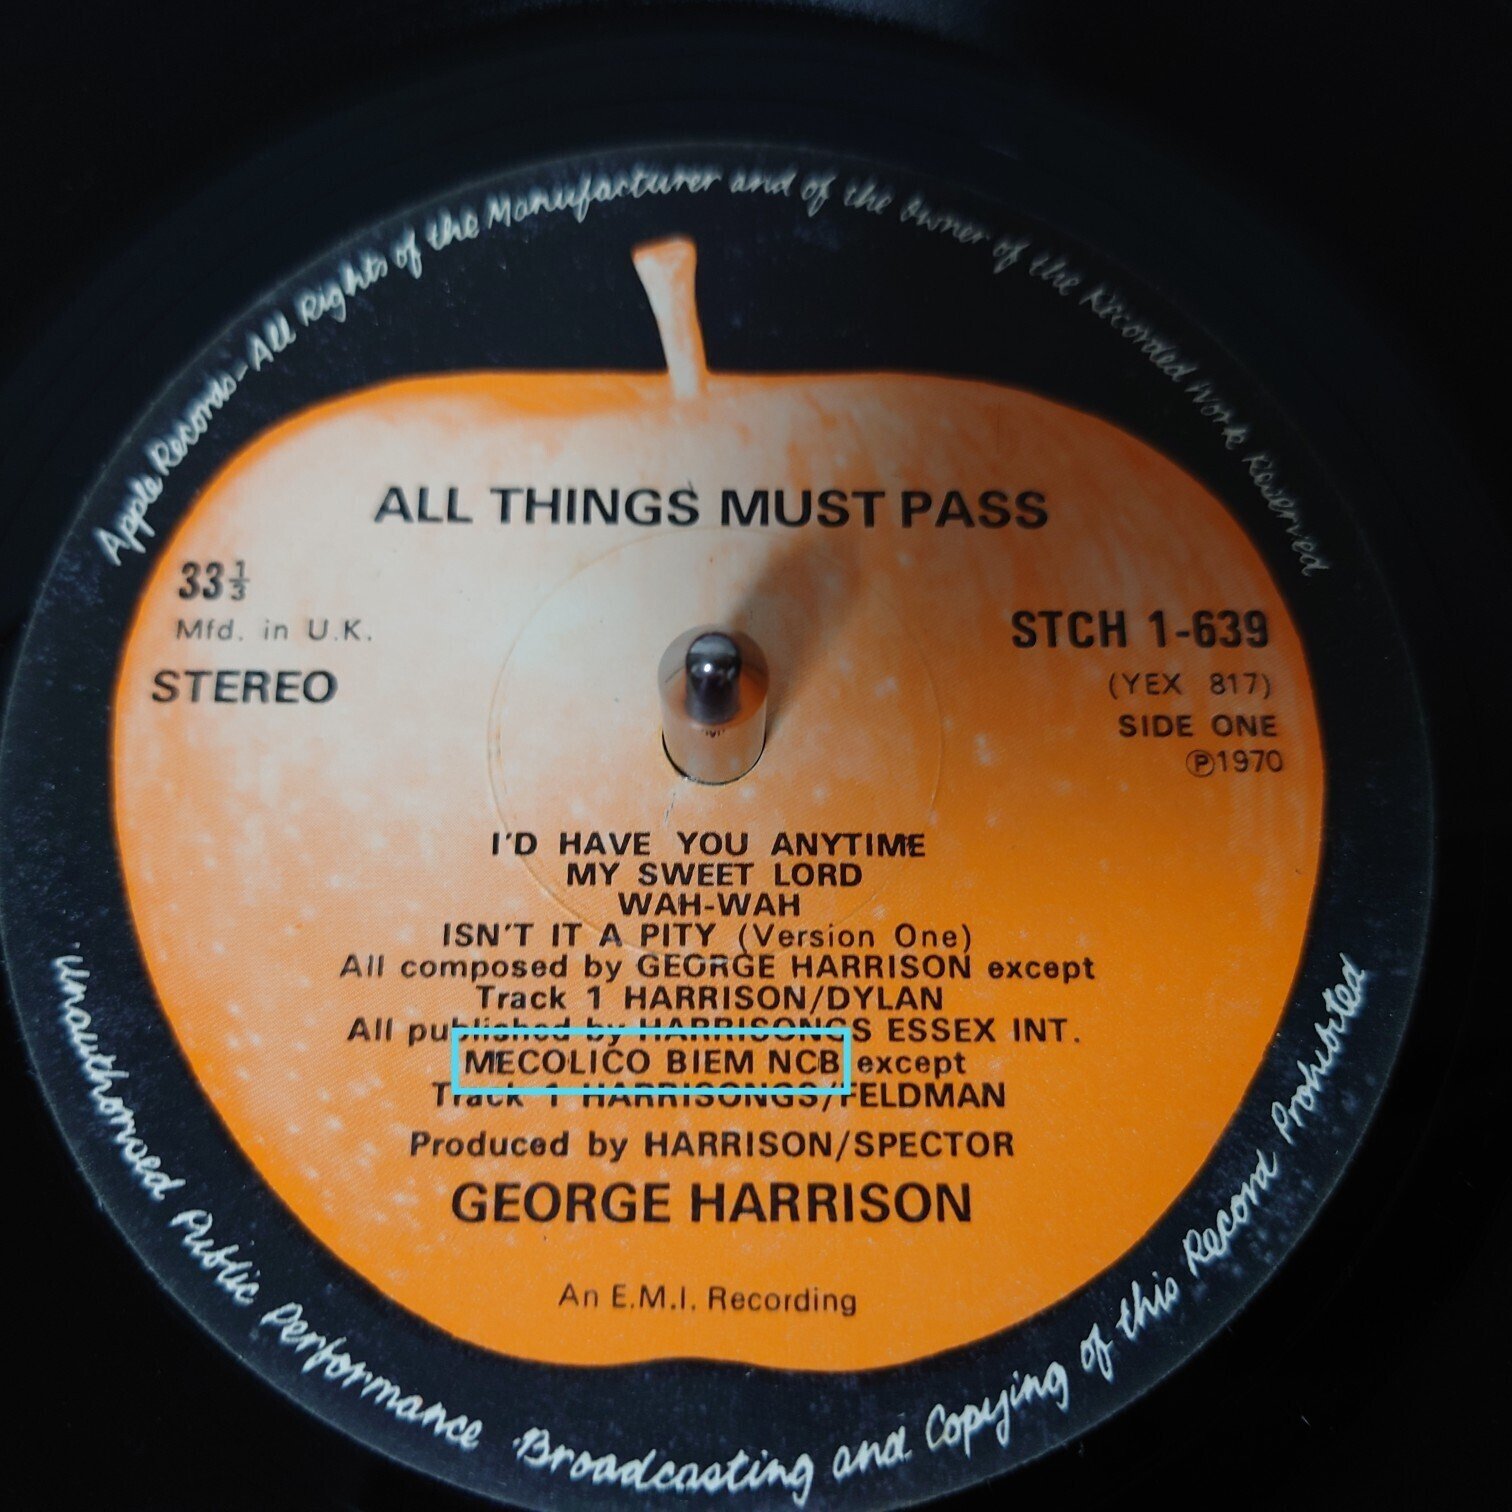 Apple Records-All Rights of the Manufacturer and of the Owner of the Recorded Work Reserved
ALL THINGS MUST PASS
33⅓
Mfd. in U.K.
STEREO
STCH 1-639
(YEX 817)
SIDE ONE
℗1970
I'D HAVE YOU ANYTIME
MY SWEET LORD
WAH-WAH
ISN'T IT A PITY (Version One)
All composed by GEORGE HARRISON except
Track 1 HARRISON/DYLAN
All published by HARRISONGS ESSEX INT.
MECOLICO BIEM NCB except
Track 1 HARRISONGS/FELDMAN
Produced by HARRISON/SPECTOR
GEORGE HARRISON
An E.M.I. Recording
Unauthorised Public Performance Broadcasting and Copying of this Record Prohibited